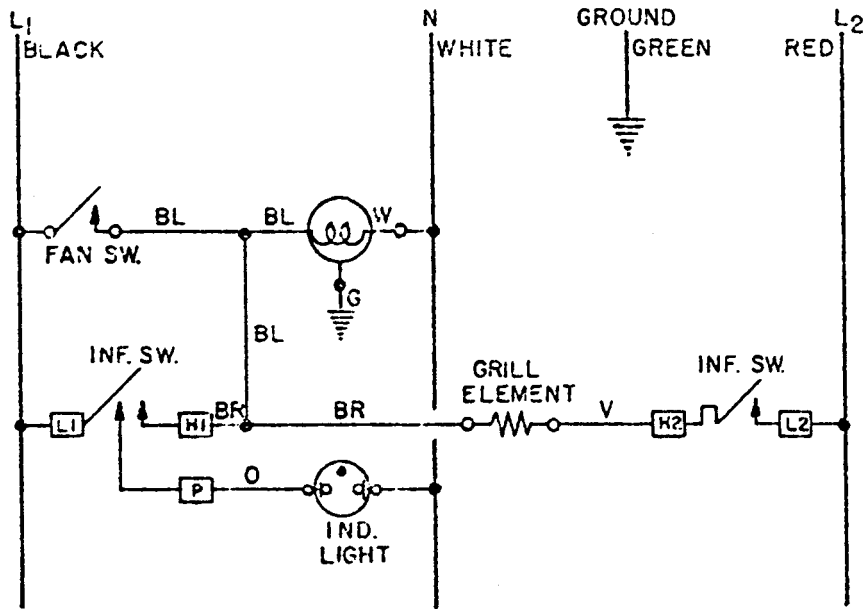 L1 N GROUND L2
BLACK WHITE GREEN RED
BL BL W
FAN SW.
G
BL
INF. SW. GRILL INF. SW.
ELEMENT
L1 H1 BR BR V H2 L2
P O
IND.
LIGHT